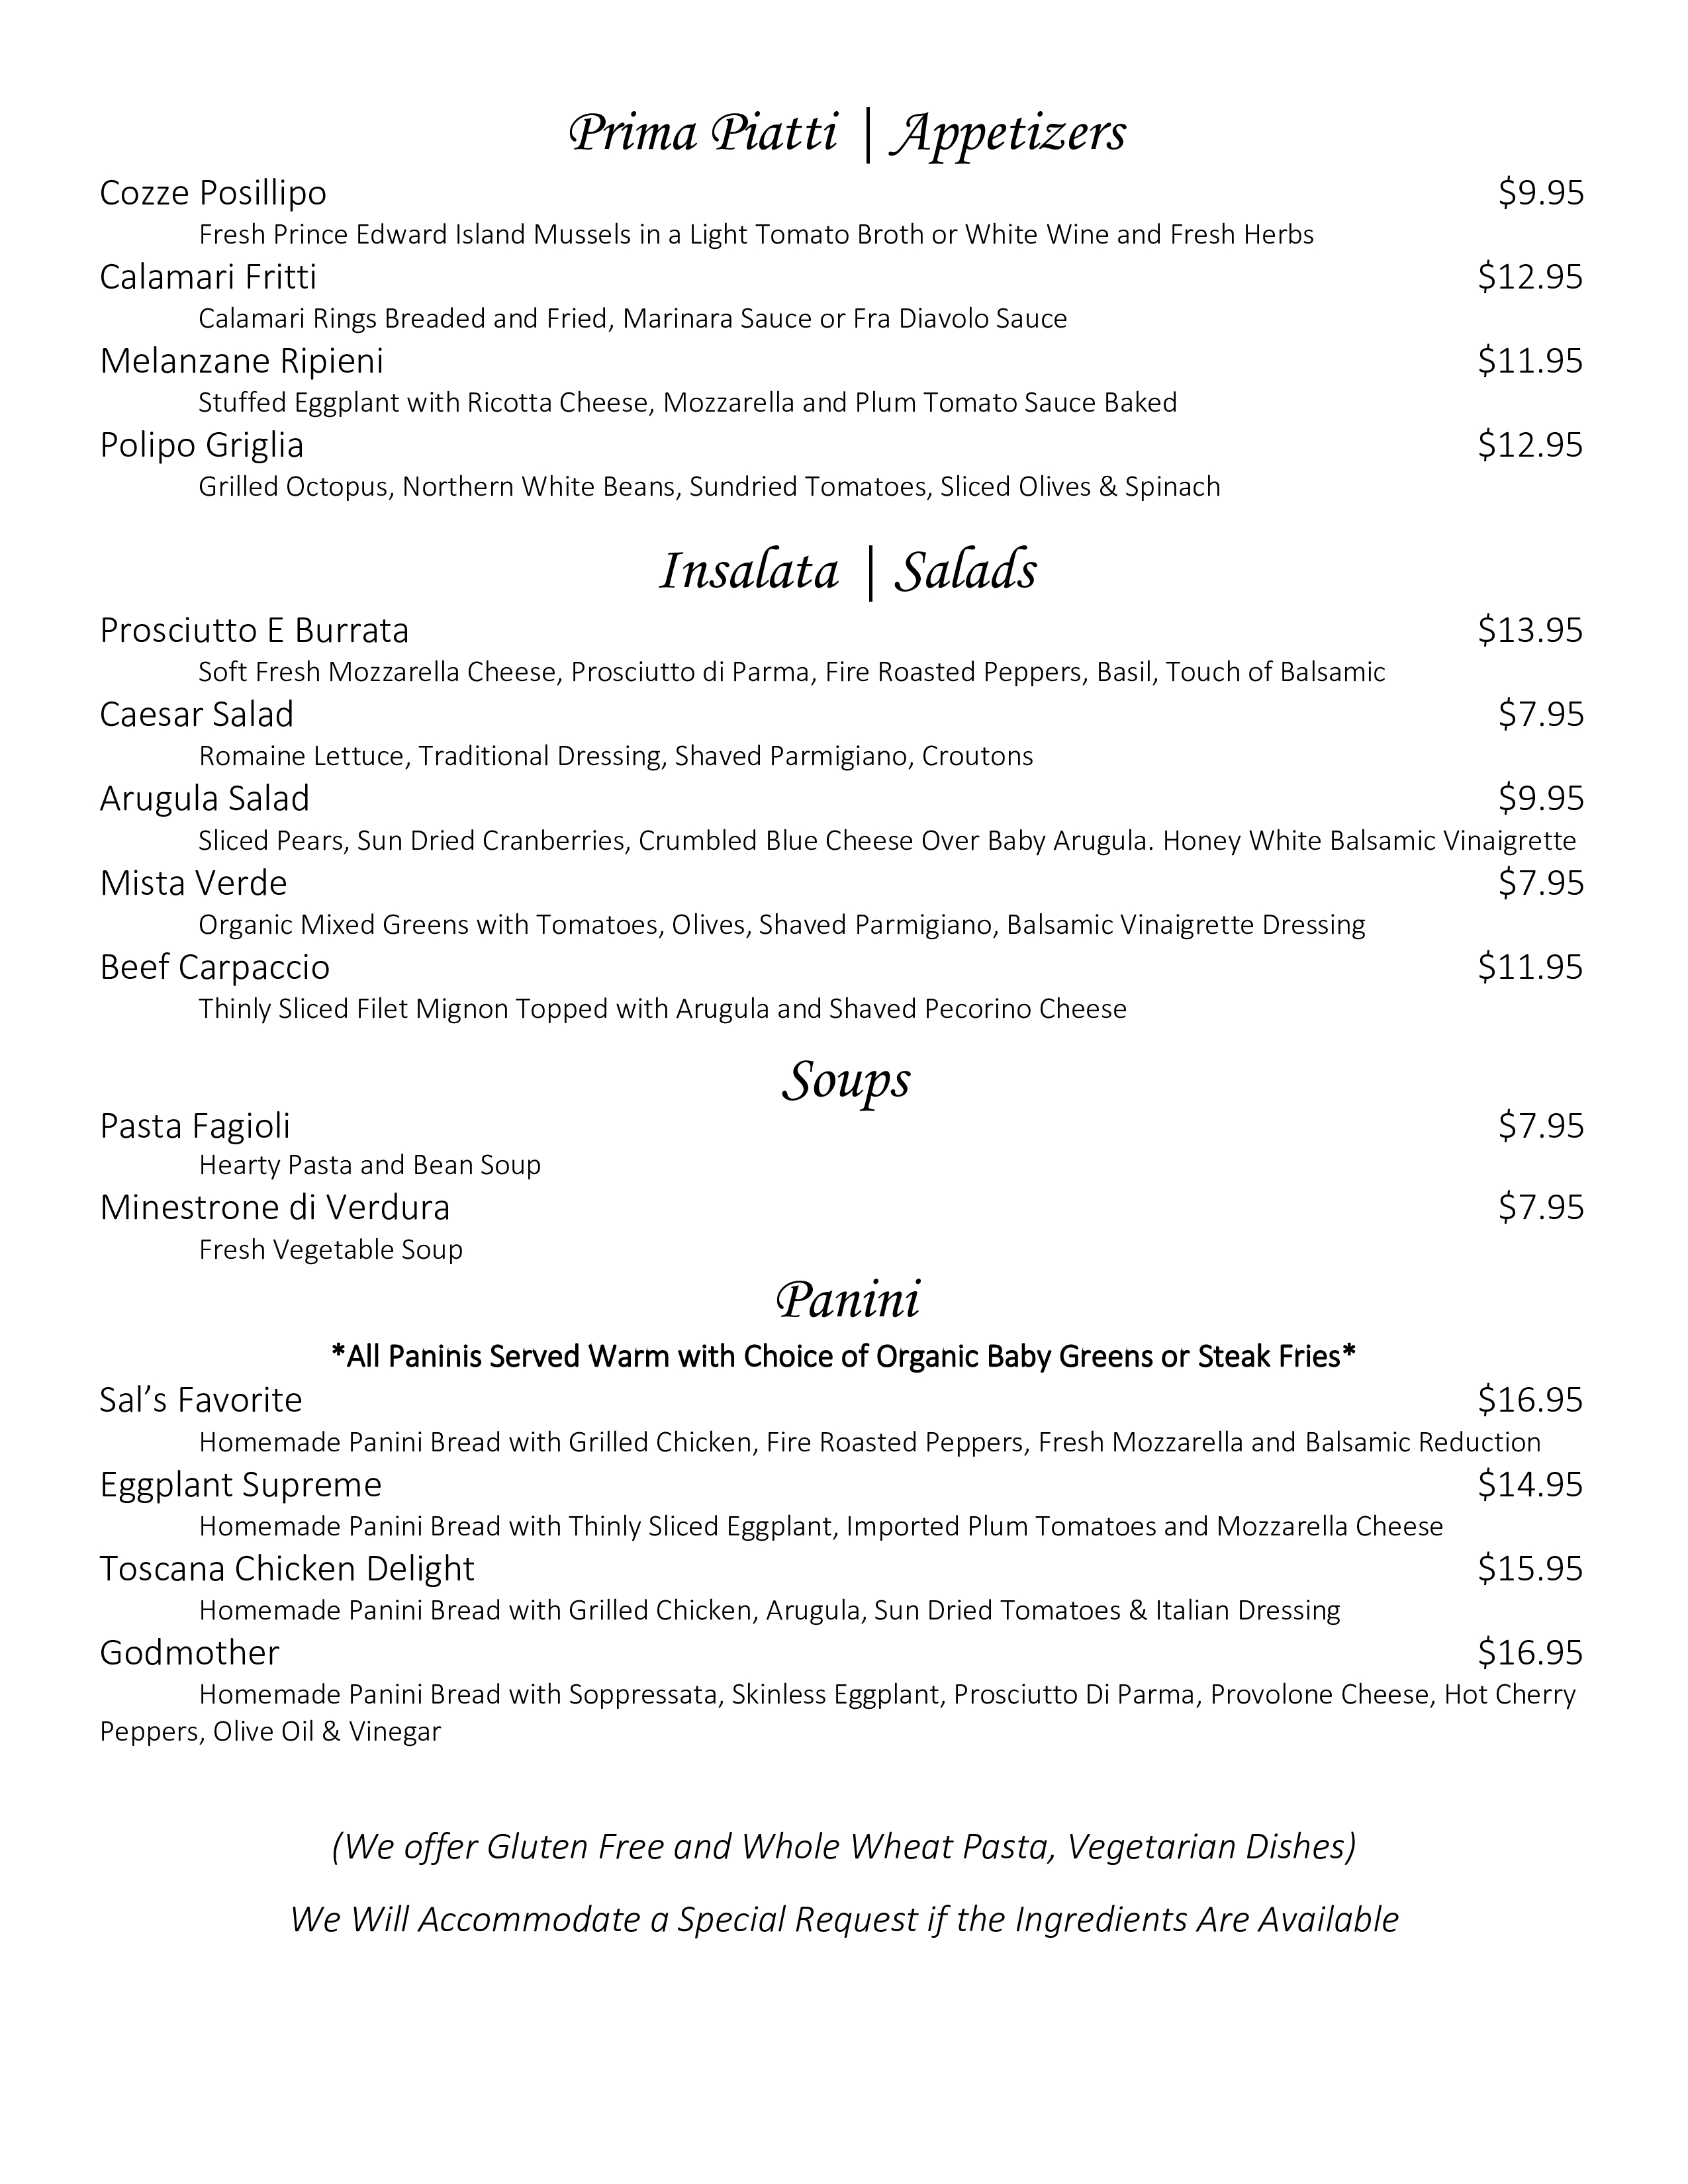 Prima Piatti | Appetizers
Cozze Posillipo $9.95
Fresh Prince Edward Island Mussels in a Light Tomato Broth or White Wine and Fresh Herbs
Calamari Fritti $12.95
Calamari Rings Breaded and Fried, Marinara Sauce or Fra Diavolo Sauce
Melanzane Ripieni $11.95
Stuffed Eggplant with Ricotta Cheese, Mozzarella and Plum Tomato Sauce Baked
Polipo Griglia $12.95
Grilled Octopus, Northern White Beans, Sundried Tomatoes, Sliced Olives & Spinach
Insalata | Salads
Prosciutto E Burrata $13.95
Soft Fresh Mozzarella Cheese, Prosciutto di Parma, Fire Roasted Peppers, Basil, Touch of Balsamic
Caesar Salad $7.95
Romaine Lettuce, Traditional Dressing, Shaved Parmigiano, Croutons
Arugula Salad $9.95
Sliced Pears, Sun Dried Cranberries, Crumbled Blue Cheese Over Baby Arugula. Honey White Balsamic Vinaigrette
Mista Verde $7.95
Organic Mixed Greens with Tomatoes, Olives, Shaved Parmigiano, Balsamic Vinaigrette Dressing
Beef Carpaccio $11.95
Thinly Sliced Filet Mignon Topped with Arugula and Shaved Pecorino Cheese
Soups
Pasta Fagioli $7.95
Hearty Pasta and Bean Soup
Minestrone di Verdura $7.95
Fresh Vegetable Soup
Panini
*All Paninis Served Warm with Choice of Organic Baby Greens or Steak Fries*
Sal’s Favorite $16.95
Homemade Panini Bread with Grilled Chicken, Fire Roasted Peppers, Fresh Mozzarella and Balsamic Reduction
Eggplant Supreme $14.95
Homemade Panini Bread with Thinly Sliced Eggplant, Imported Plum Tomatoes and Mozzarella Cheese
Toscana Chicken Delight $15.95
Homemade Panini Bread with Grilled Chicken, Arugula, Sun Dried Tomatoes & Italian Dressing
Godmother $16.95
Homemade Panini Bread with Soppressata, Skinless Eggplant, Prosciutto Di Parma, Provolone Cheese, Hot Cherry
Peppers, Olive Oil & Vinegar
(We offer Gluten Free and Whole Wheat Pasta, Vegetarian Dishes)
We Will Accommodate a Special Request if the Ingredients Are Available